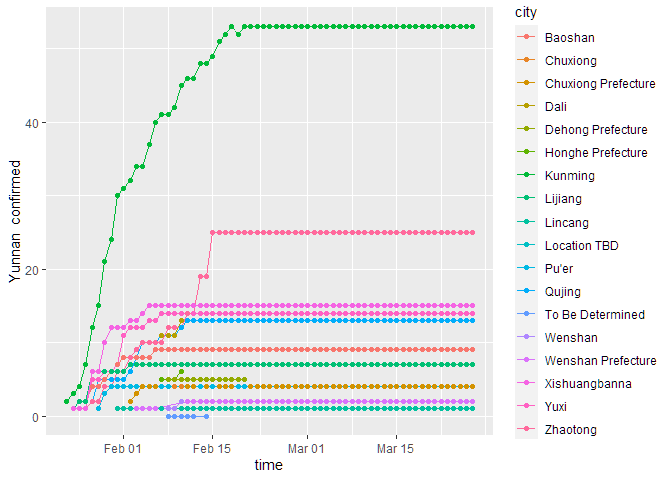 city
Baoshan
Chuxiong
Chuxiong Prefecture
Dali
Dehong Prefecture
Honghe Prefecture
Kunming
Lijiang
Lincang
Location TBD
Pu'er
Qujing
To Be Determined
Wenshan
Wenshan Prefecture
Xishuangbanna
Yuxi
Zhaotong
Yunnan confirmed
40
20
0
Feb 01 Feb 15 Mar 01 Mar 15
time